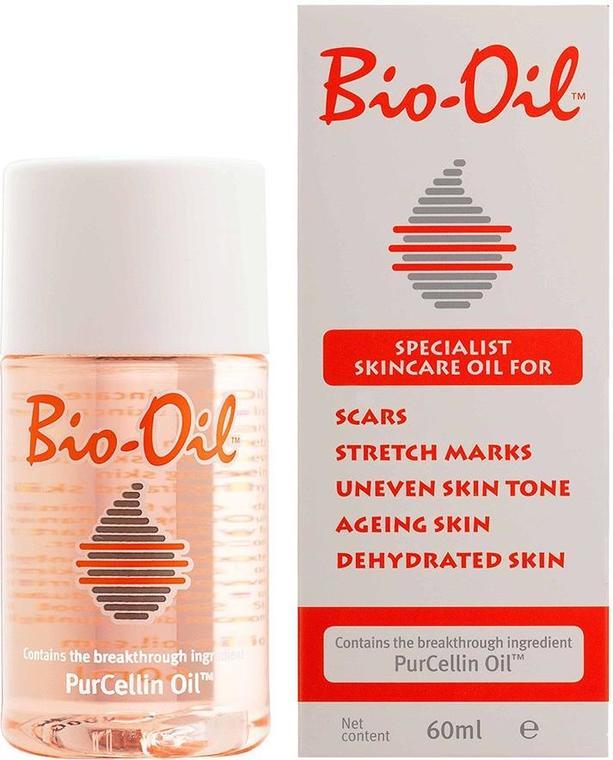 Bio-Oil™
Contains the breakthrough ingredient
PurCellin Oil™
Bio-Oil™
SPECIALIST
SKINCARE OIL FOR
SCARS
STRETCH MARKS
UNEVEN SKIN TONE
AGEING SKIN
DEHYDRATED SKIN
Contains the breakthrough ingredient
PurCellin Oil™
Net
content
60ml ℮